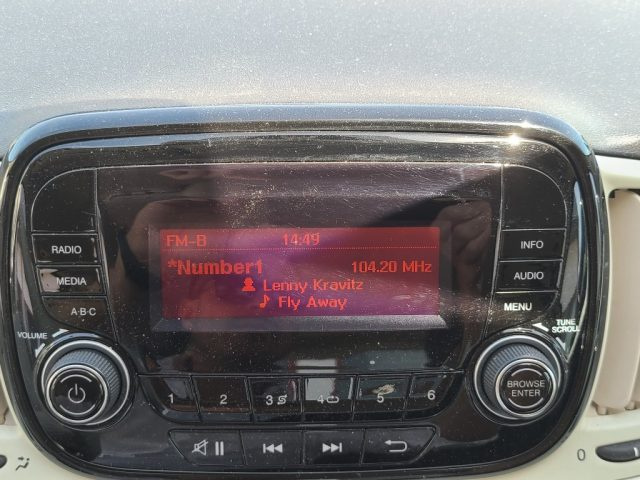 FM-B 14:49
*Number1 104.20 MHz
Lenny Kravitz
Fly Away
RADIO
MEDIA
A·B·C
VOLUME
INFO
AUDIO
MENU
TUNE
SCROLL
BROWSE
ENTER
1 2 3 4 5 6
0